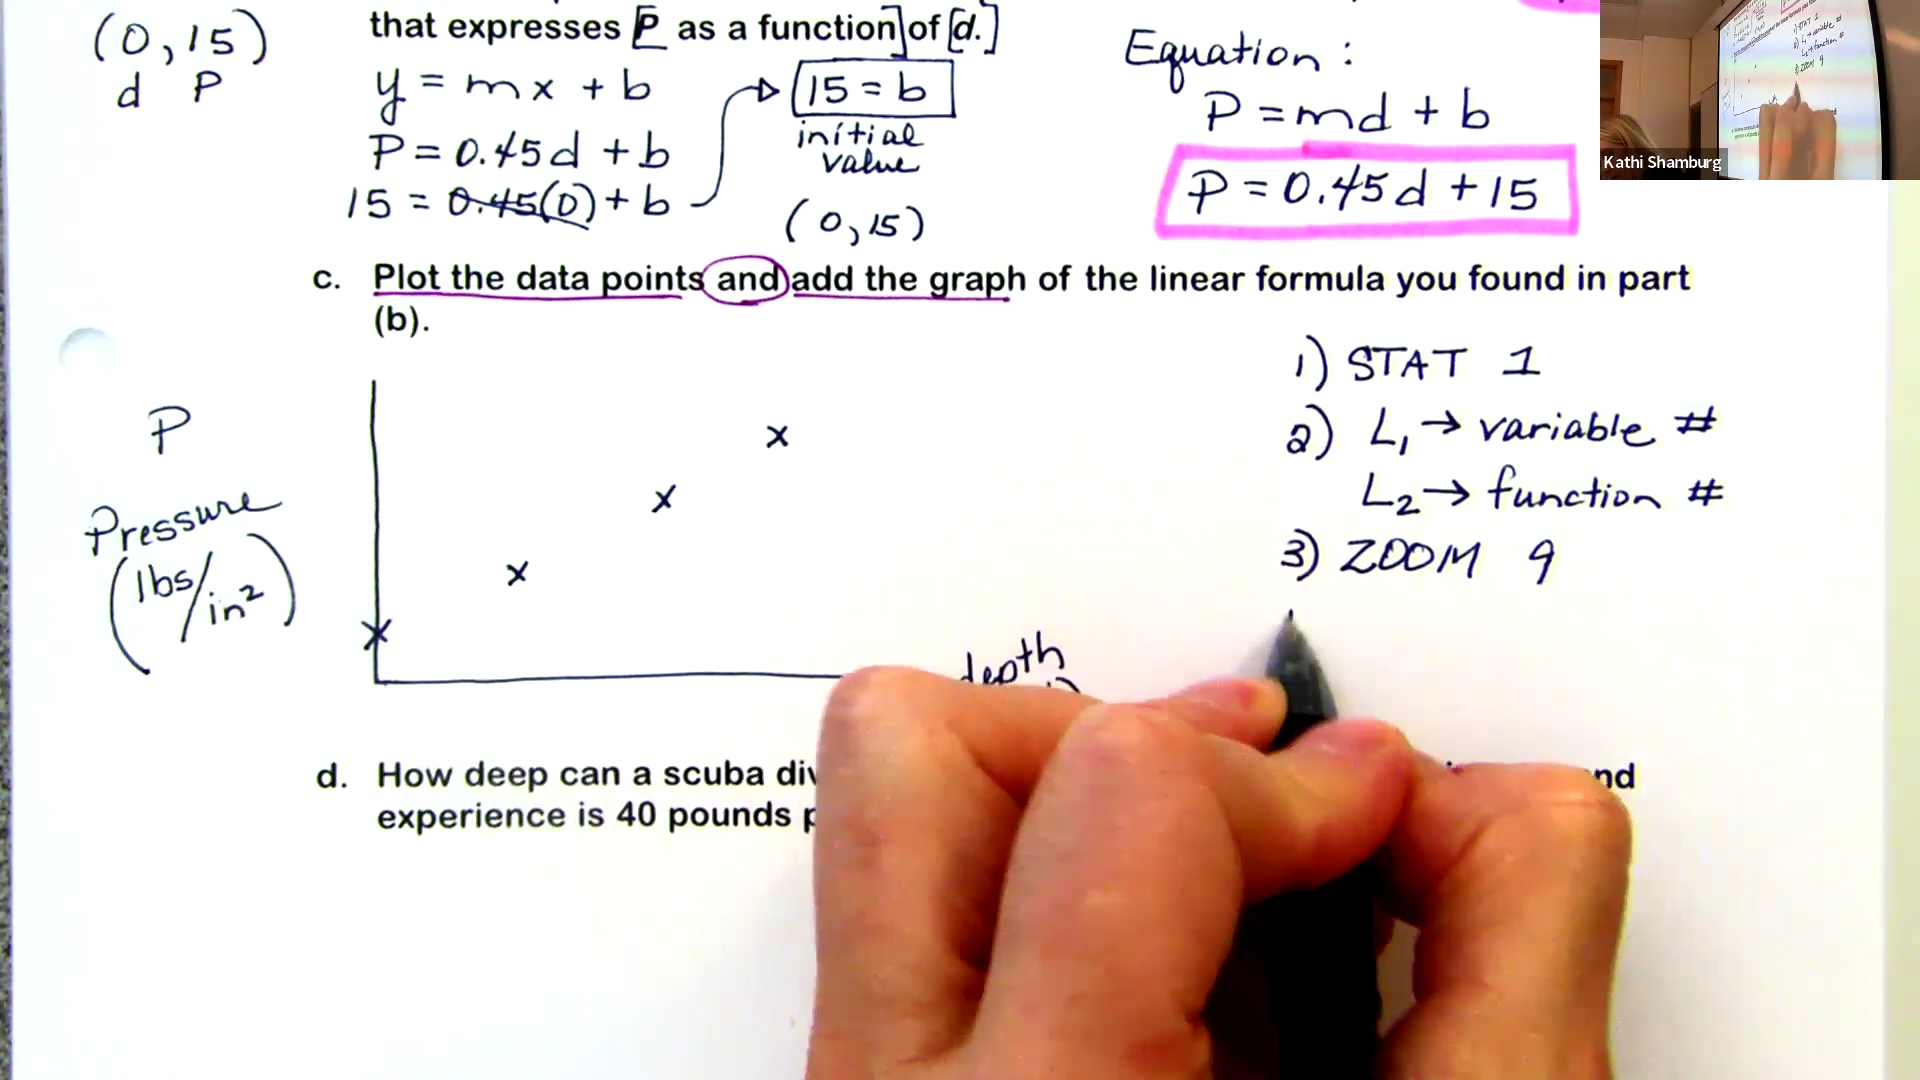 (0, 15)
d P
that expresses [P] as a function] of [d.]
y = mx + b
P = 0.45d + b
15 = 0.45(0) + b
15 = b
initial
value
(0, 15)
Equation :
P = md + b
P = 0.45d + 15
c. Plot the data points and add the graph of the linear formula you found in part
(b).
P
Pressure
(lbs/in²)
depth
1) STAT 1
2) L₁ → variable #
L₂ → function #
3) ZOOM 9
d. How deep can a scuba
experience is 40 pounds
Kathi Shamburg